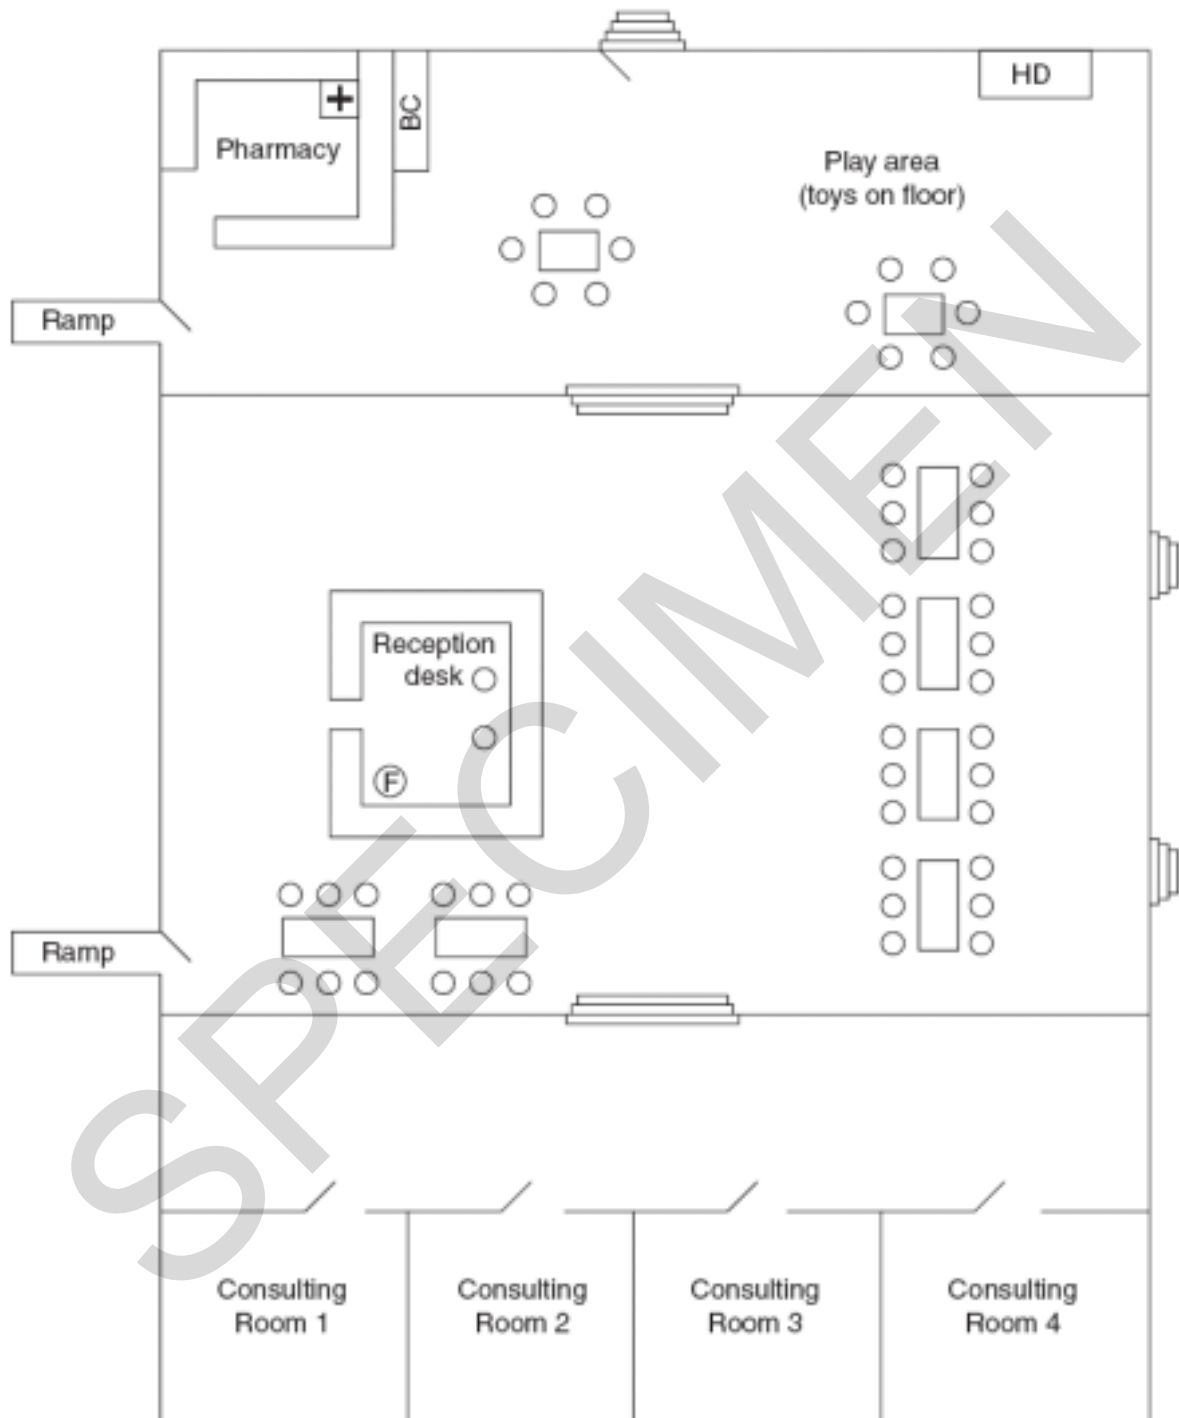 HD
BC
Pharmacy
Play area
(toys on floor)
Ramp
Reception
desk
F
Ramp
Consulting
Room 1
Consulting
Room 2
Consulting
Room 3
Consulting
Room 4
SPECIMEN